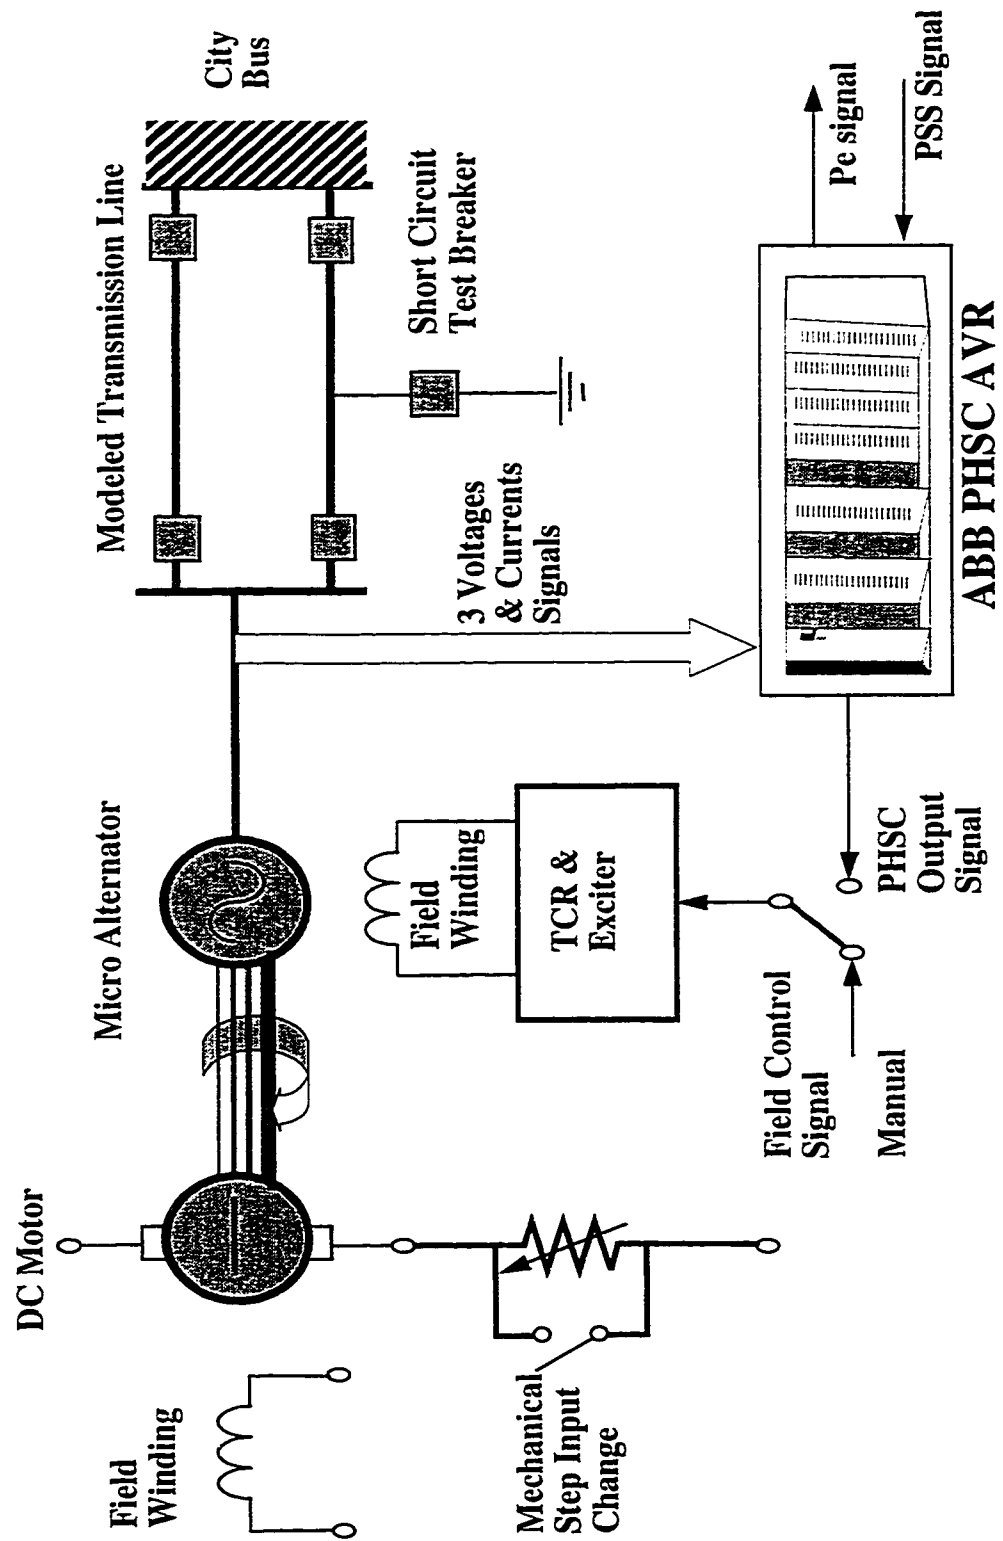 DC Motor
Micro Alternator
Modeled Transmission Line
City
Bus
Field
Winding
Short Circuit
Test Breaker
3 Voltages
& Currents
Signals
Field
Winding
TCR &
Exciter
Mechanical
Step Input
Change
Field Control
Signal
Manual
PHSC
Output
Signal
Pe signal
PSS Signal
ABB PHSC AVR